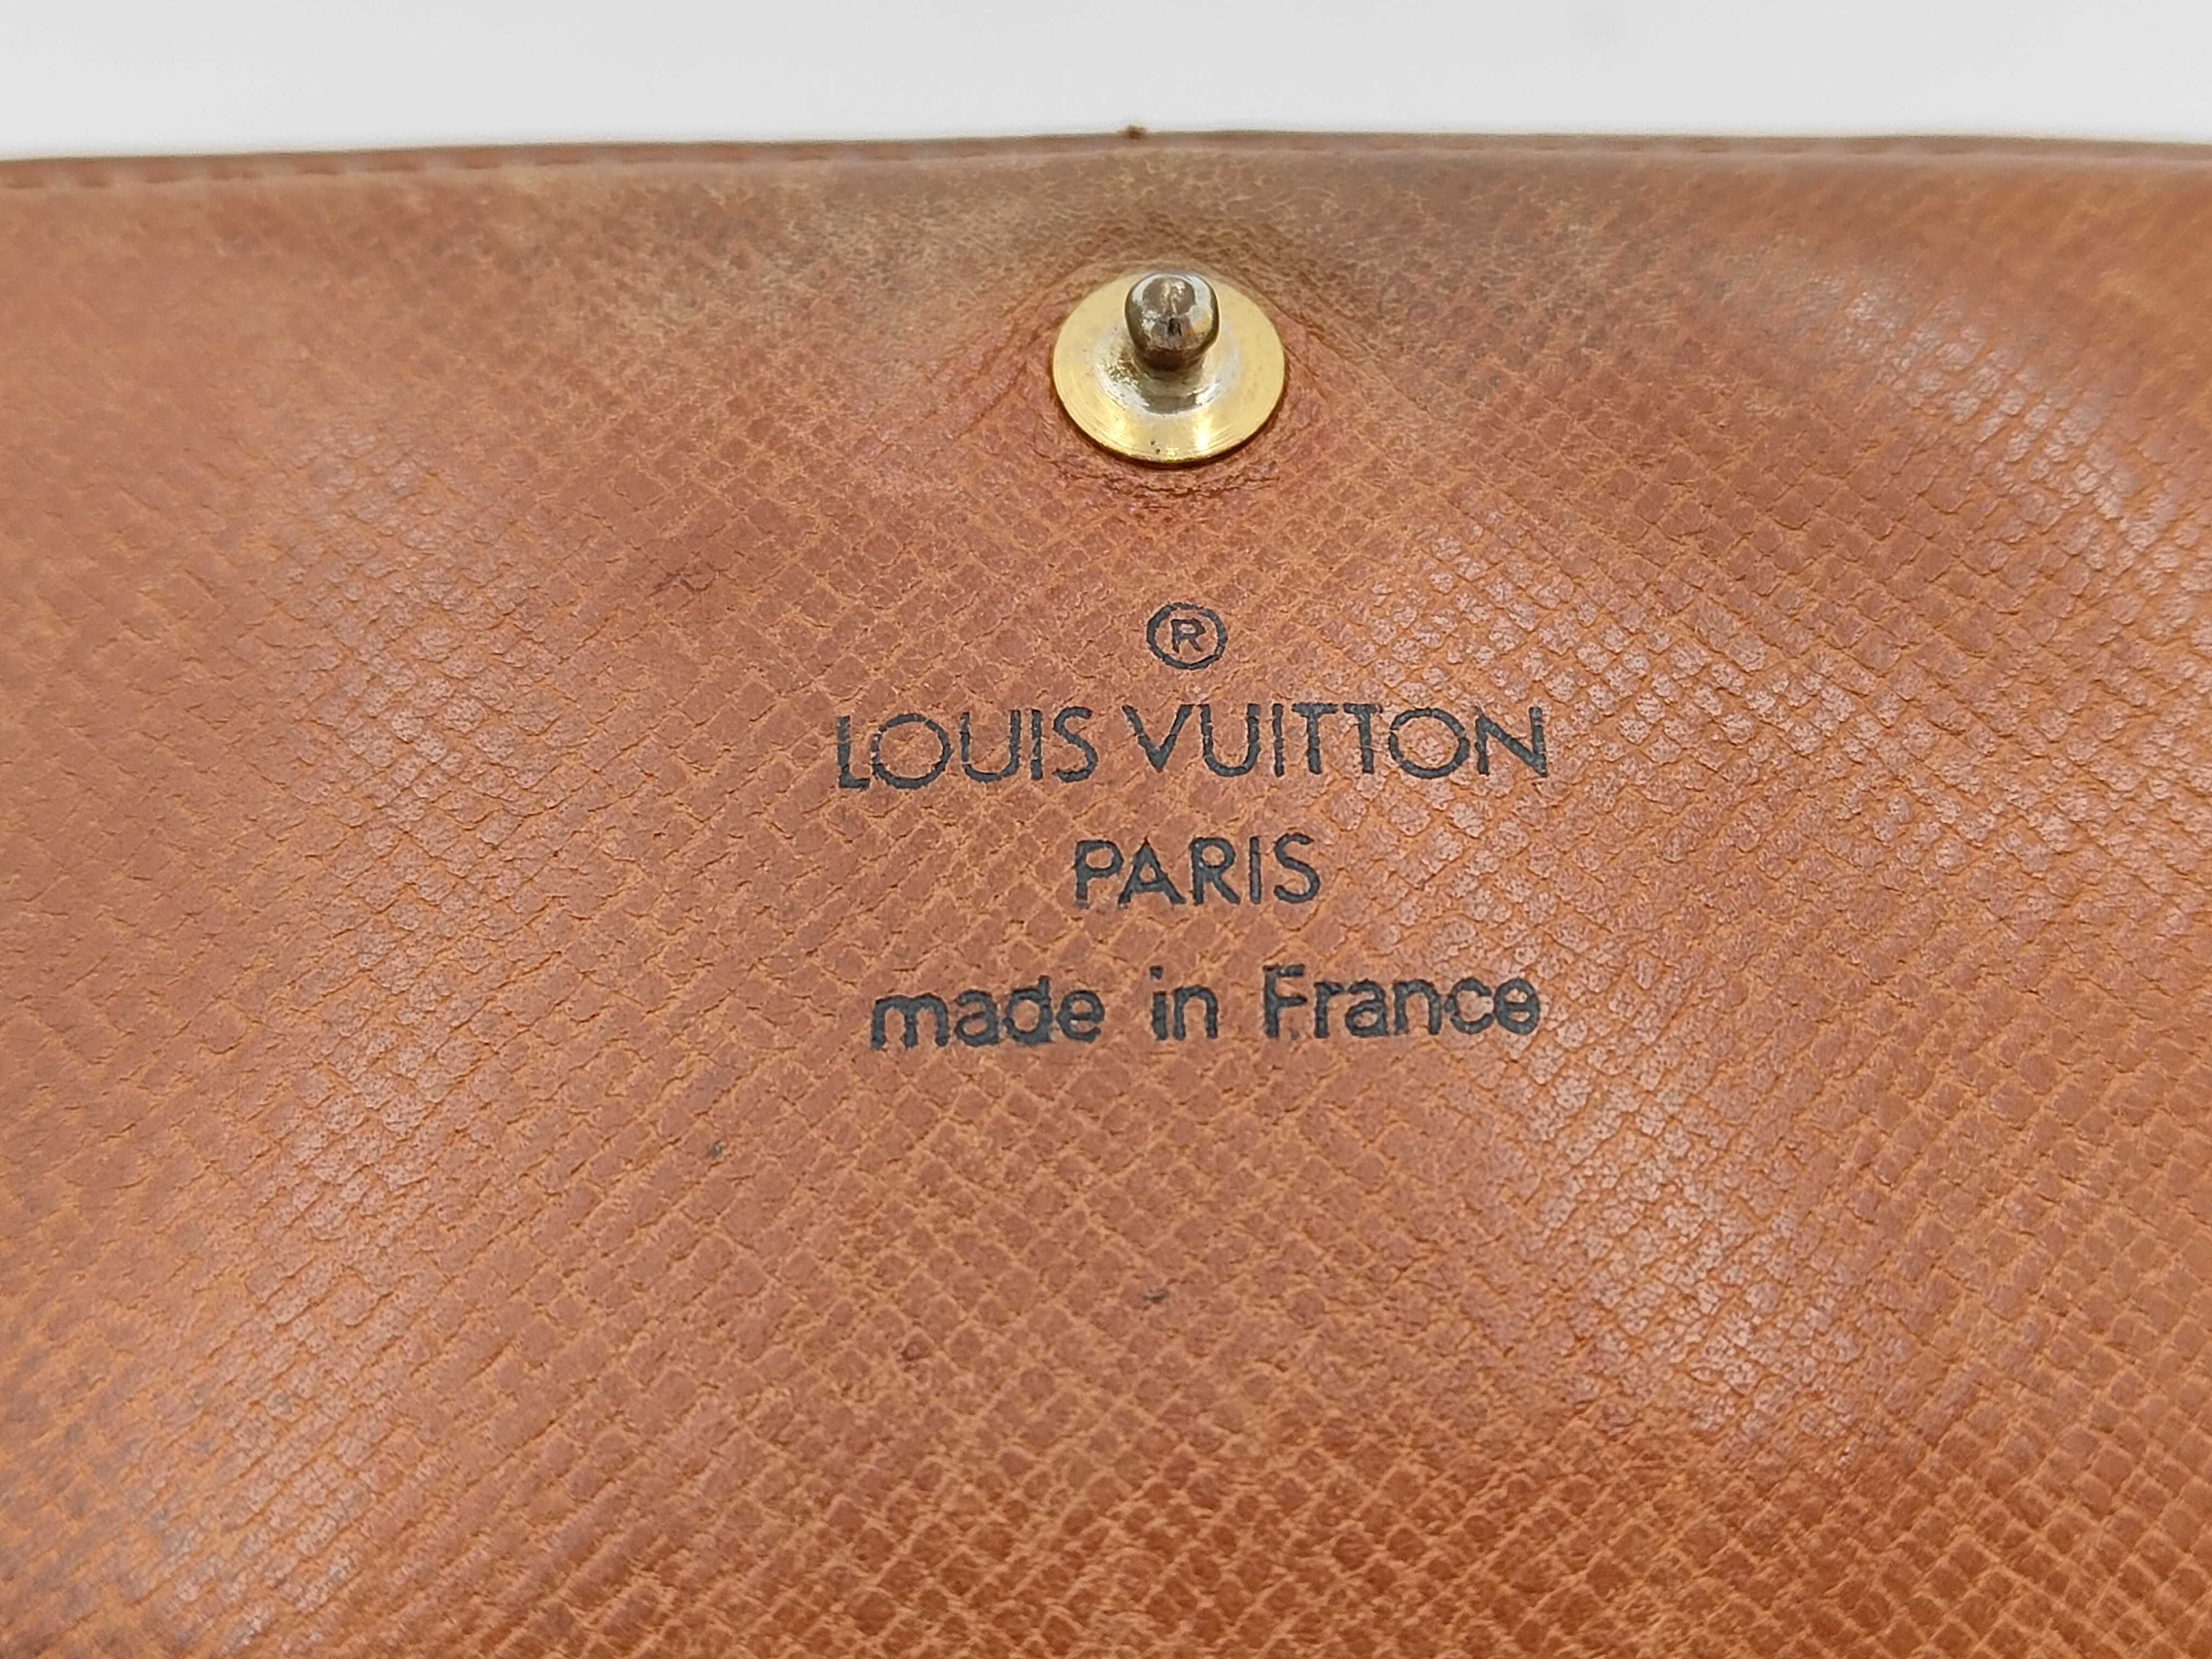 ®
LOUIS VUITTON
PARIS
made in France